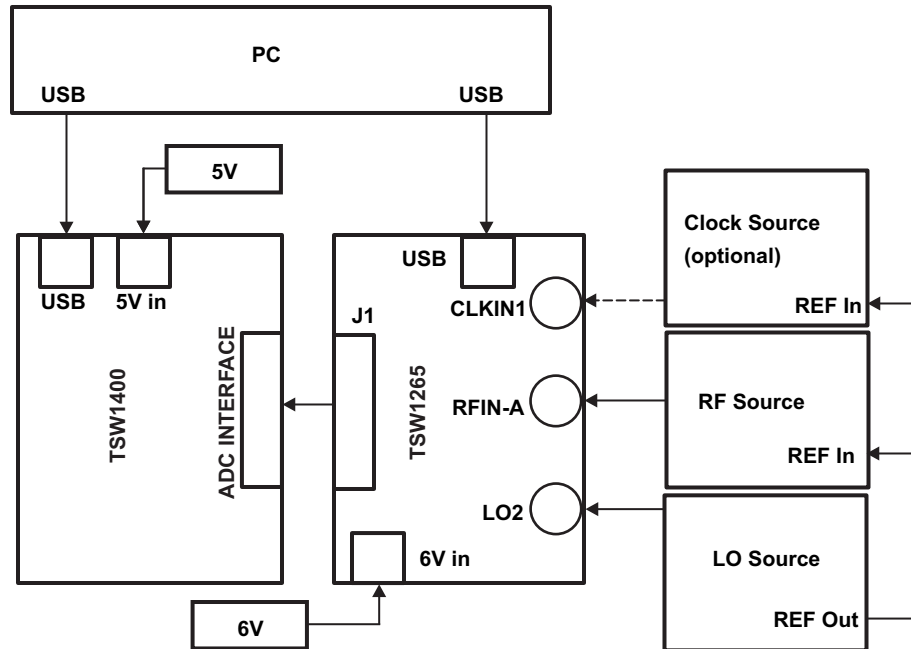 PC
USB
USB
5V
USB
5V in
TSW1400
ADC INTERFACE
J1
TSW1265
USB
CLKIN1
RFIN-A
LO2
6V in
6V
Clock Source
(optional)
REF In
RF Source
REF In
LO Source
REF Out